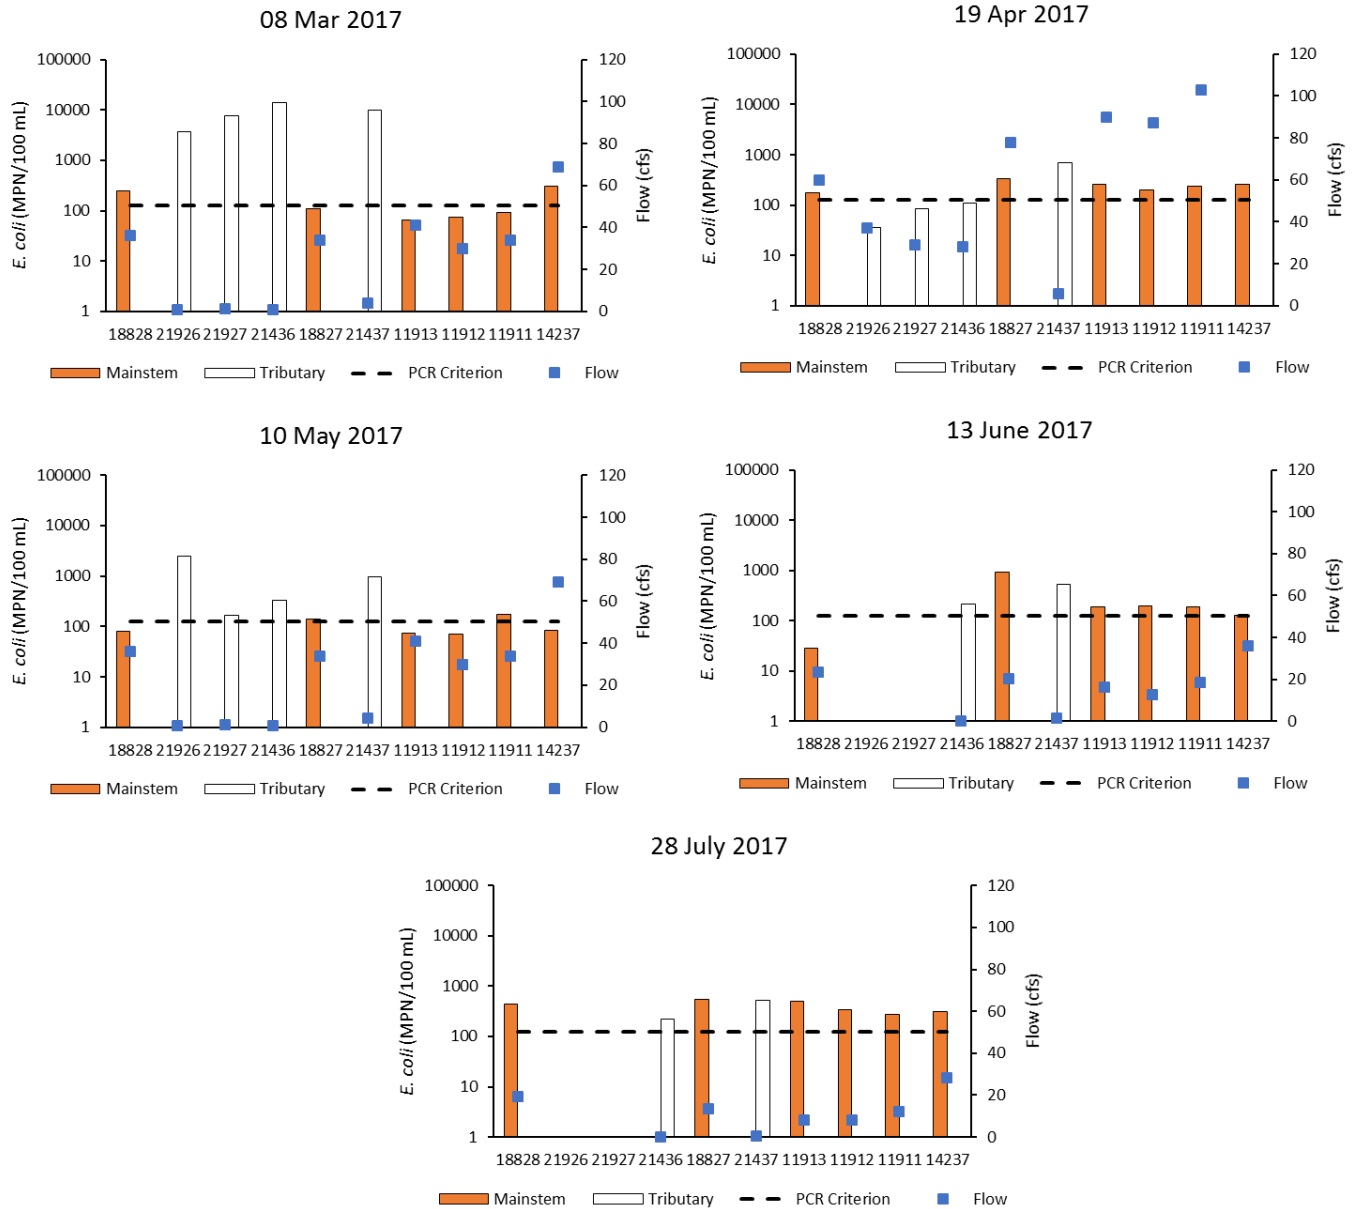 08 Mar 2017
100000
10000
1000
100
10
1
E. coli (MPN/100 mL)
120
100
80
60
40
20
0
Flow (cfs)
18828 21926 21927 21436 18827 21437 11913 11912 11911 14237
Mainstem Tributary PCR Criterion Flow
19 Apr 2017
100000
10000
1000
100
10
1
E. coli (MPN/100 mL)
120
100
80
60
40
20
0
Flow (cfs)
18828 21926 21927 21436 18827 21437 11913 11912 11911 14237
Mainstem Tributary PCR Criterion Flow
10 May 2017
100000
10000
1000
100
10
1
E. coli (MPN/100 mL)
120
100
80
60
40
20
0
Flow (cfs)
18828 21926 21927 21436 18827 21437 11913 11912 11911 14237
Mainstem Tributary PCR Criterion Flow
13 June 2017
100000
10000
1000
100
10
1
E. coli (MPN/100 mL)
120
100
80
60
40
20
0
Flow (cfs)
18828 21926 21927 21436 18827 21437 11913 11912 11911 14237
Mainstem Tributary PCR Criterion Flow
28 July 2017
100000
10000
1000
100
10
1
E. coli (MPN/100 mL)
120
100
80
60
40
20
0
Flow (cfs)
18828 21926 21927 21436 18827 21437 11913 11912 11911 14237
Mainstem Tributary PCR Criterion Flow